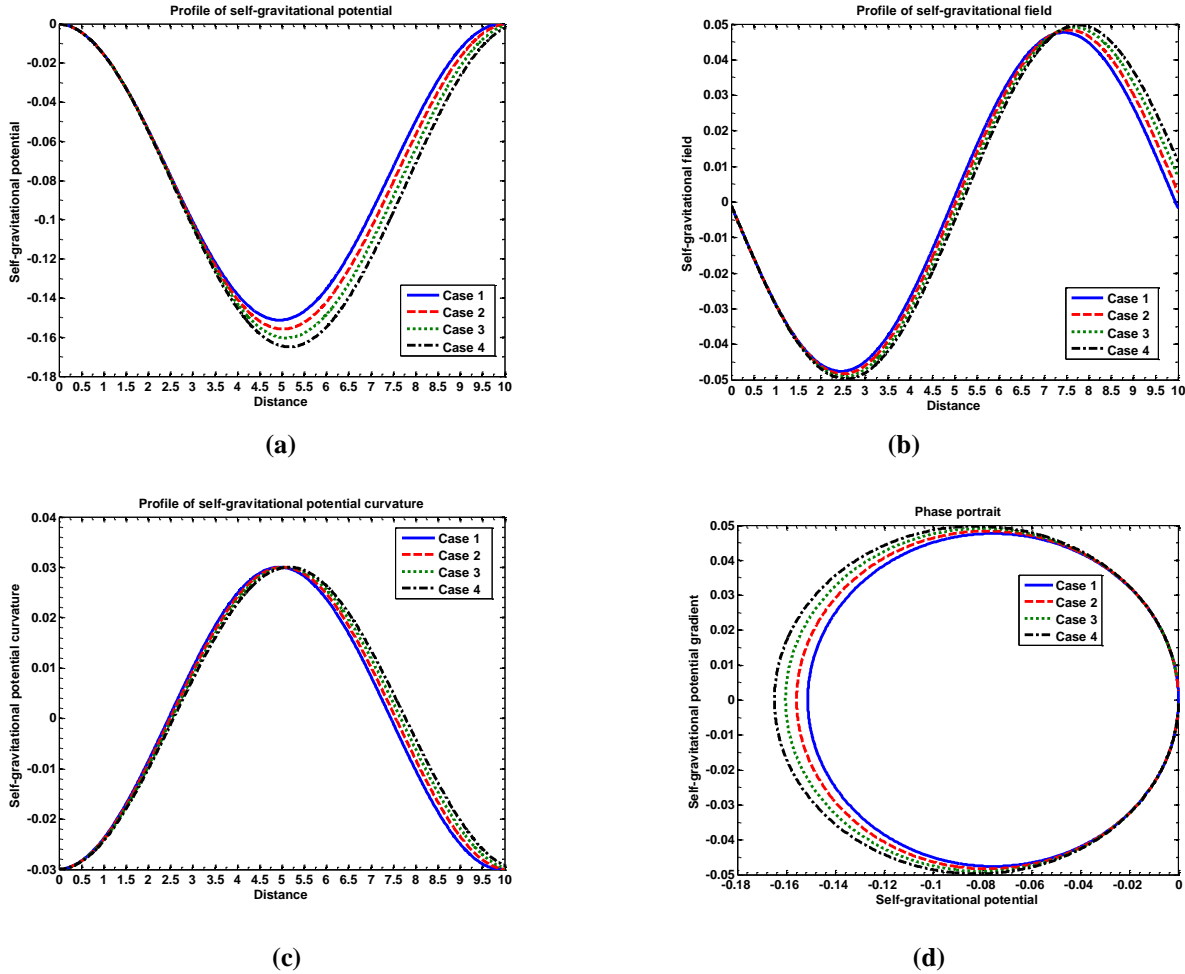 Profile of self-gravitational potential
Self-gravitational potential
0
-0.02
-0.04
-0.06
-0.08
-0.1
-0.12
-0.14
-0.16
-0.18
Case 1
Case 2
Case 3
Case 4
0 0.5 1 1.5 2 2.5 3 3.5 4 4.5 5 5.5 6 6.5 7 7.5 8 8.5 9 9.5 10
Distance
(a)
Profile of self-gravitational field
Self-gravitational field
0.05
0.04
0.03
0.02
0.01
0
-0.01
-0.02
-0.03
-0.04
-0.05
Case 1
Case 2
Case 3
Case 4
0 0.5 1 1.5 2 2.5 3 3.5 4 4.5 5 5.5 6 6.5 7 7.5 8 8.5 9 9.5 10
Distance
(b)
Profile of self-gravitational potential curvature
Self-gravitational potential curvature
0.04
0.03
0.02
0.01
0
-0.01
-0.02
-0.03
Case 1
Case 2
Case 3
Case 4
0 0.5 1 1.5 2 2.5 3 3.5 4 4.5 5 5.5 6 6.5 7 7.5 8 8.5 9 9.5 10
Distance
(c)
Phase portrait
Self-gravitational potential gradient
0.05
0.04
0.03
0.02
0.01
0
-0.01
-0.02
-0.03
-0.04
-0.05
Case 1
Case 2
Case 3
Case 4
-0.18 -0.16 -0.14 -0.12 -0.1 -0.08 -0.06 -0.04 -0.02 0
Self-gravitational potential
(d)